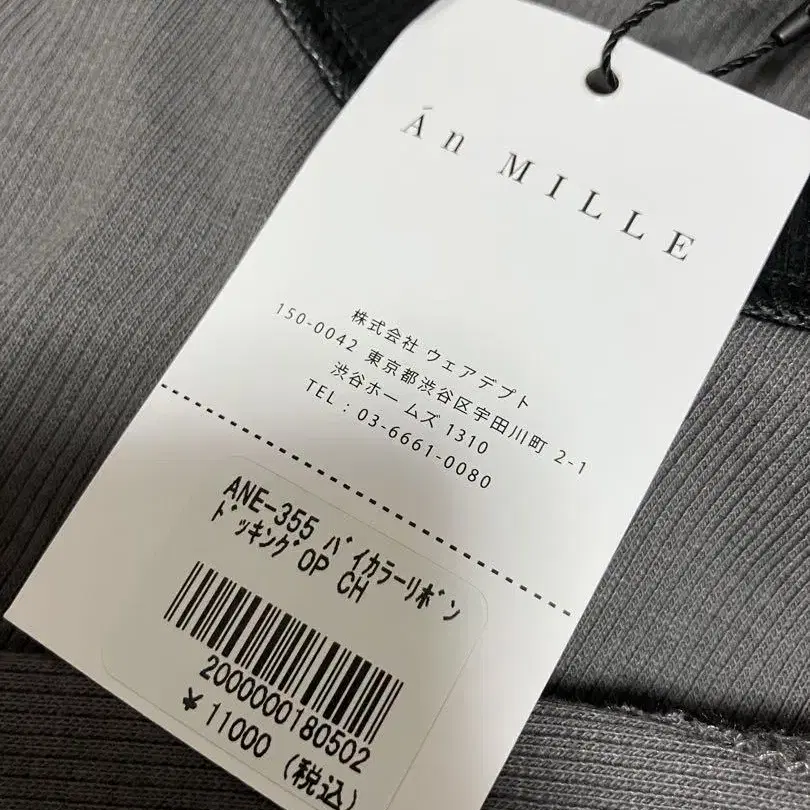 Án MILLE
株式会社 ウェアデプト
150-0042 東京都渋谷区宇田川町 2-1
渋谷ホームズ 1310
TEL : 03-6661-0080
ANE-355 バイカラーリボン
ドッキングOP CH
2000000180502
¥ 11000 (税込)